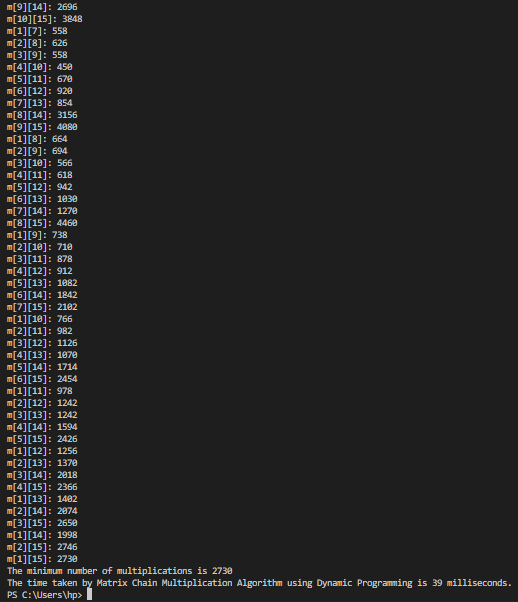 m[9][14]: 2696
m[10][15]: 3848
m[1][7]: 558
m[2][8]: 626
m[3][9]: 558
m[4][10]: 450
m[5][11]: 670
m[6][12]: 920
m[7][13]: 854
m[8][14]: 3156
m[9][15]: 4080
m[1][8]: 664
m[2][9]: 694
m[3][10]: 566
m[4][11]: 618
m[5][12]: 942
m[6][13]: 1030
m[7][14]: 1270
m[8][15]: 4460
m[1][9]: 738
m[2][10]: 710
m[3][11]: 878
m[4][12]: 912
m[5][13]: 1082
m[6][14]: 1842
m[7][15]: 2102
m[1][10]: 766
m[2][11]: 982
m[3][12]: 1126
m[4][13]: 1070
m[5][14]: 1714
m[6][15]: 2454
m[1][11]: 978
m[2][12]: 1242
m[3][13]: 1242
m[4][14]: 1594
m[5][15]: 2426
m[1][12]: 1256
m[2][13]: 1370
m[3][14]: 2018
m[4][15]: 2366
m[1][13]: 1402
m[2][14]: 2074
m[3][15]: 2650
m[1][14]: 1998
m[2][15]: 2746
m[1][15]: 2730
The minimum number of multiplications is 2730
The time taken by Matrix Chain Multiplication Algorithm using Dynamic Programming is 39 milliseconds.
PS C:\Users\hp>